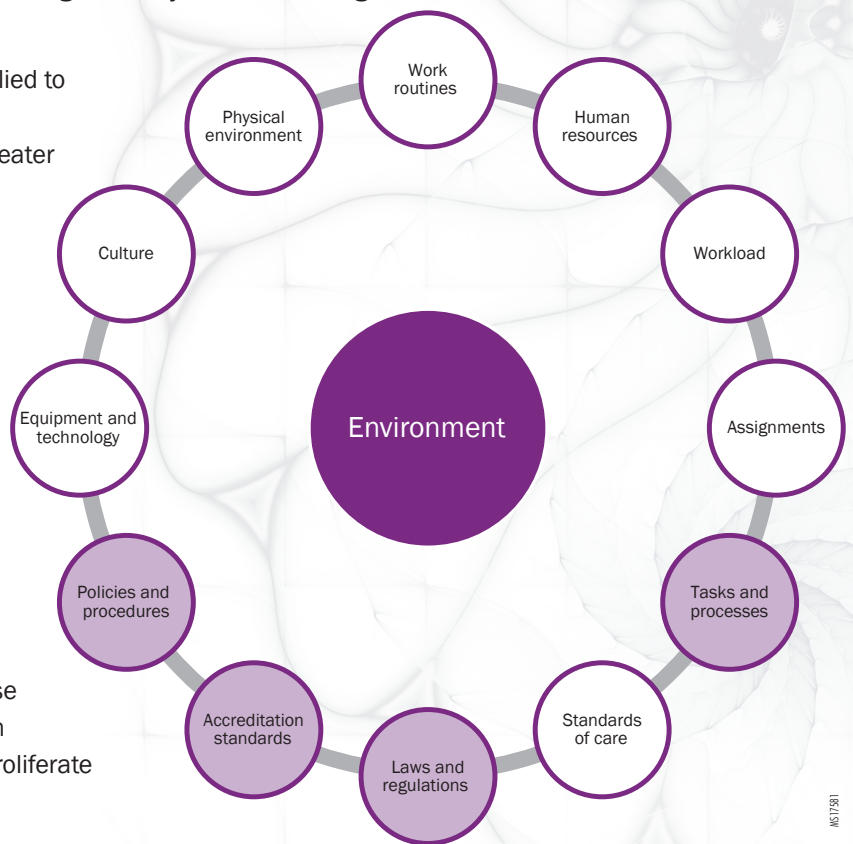 lied to
eater
se
roliferate
Work
routines
Human
resources
Workload
Assignments
Tasks and
processes
Standards
of care
Laws and
regulations
Accreditation
standards
Policies and
procedures
Equipment and
technology
Culture
Physical
environment
Environment
MS17581